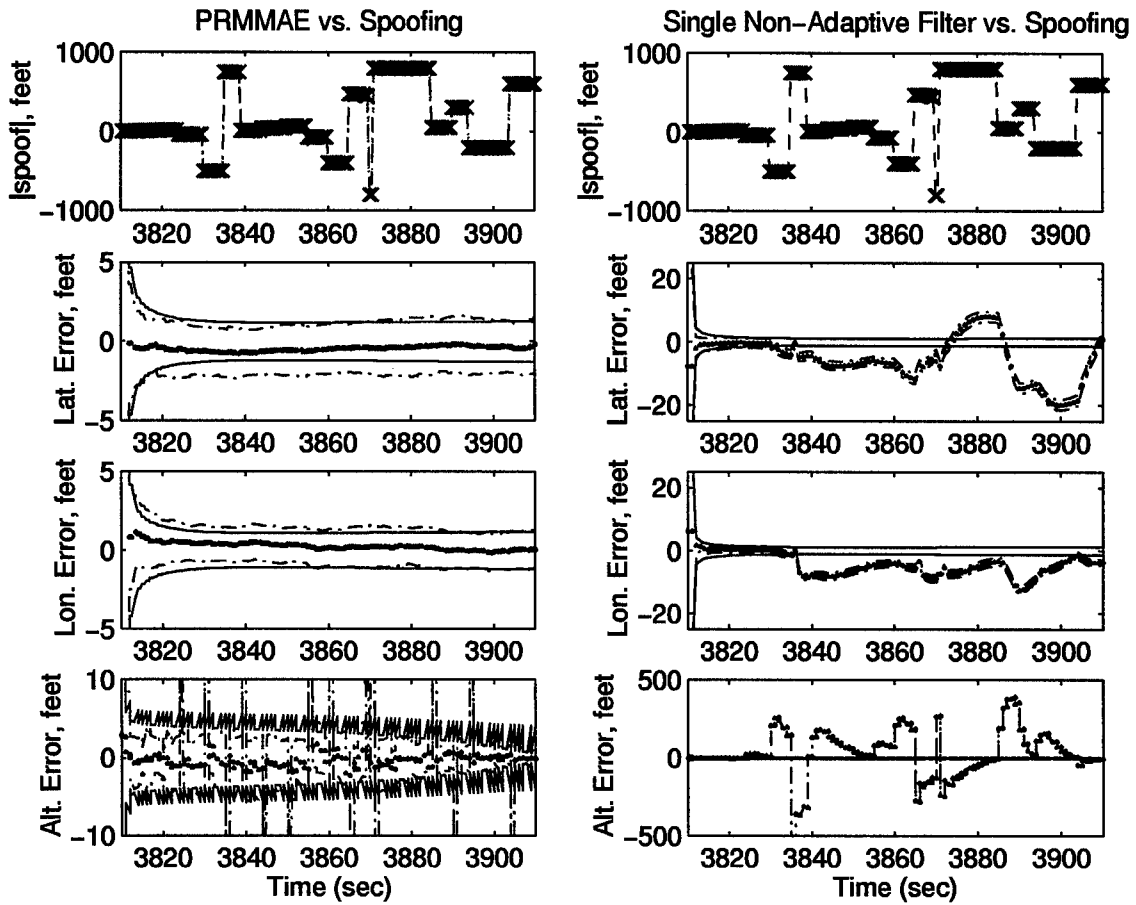 PRMMAE vs. Spoofing
1000
0
−1000
|spoof|, feet
3820 3840 3860 3880 3900
5
0
−5
Lat. Error, feet
3820 3840 3860 3880 3900
5
0
−5
Lon. Error, feet
3820 3840 3860 3880 3900
10
0
−10
Alt. Error, feet
3820 3840 3860 3880 3900
Time (sec)
Single Non−Adaptive Filter vs. Spoofing
1000
0
−1000
|spoof|, feet
3820 3840 3860 3880 3900
20
0
−20
Lat. Error, feet
3820 3840 3860 3880 3900
20
0
−20
Lon. Error, feet
3820 3840 3860 3880 3900
500
0
−500
Alt. Error, feet
3820 3840 3860 3880 3900
Time (sec)